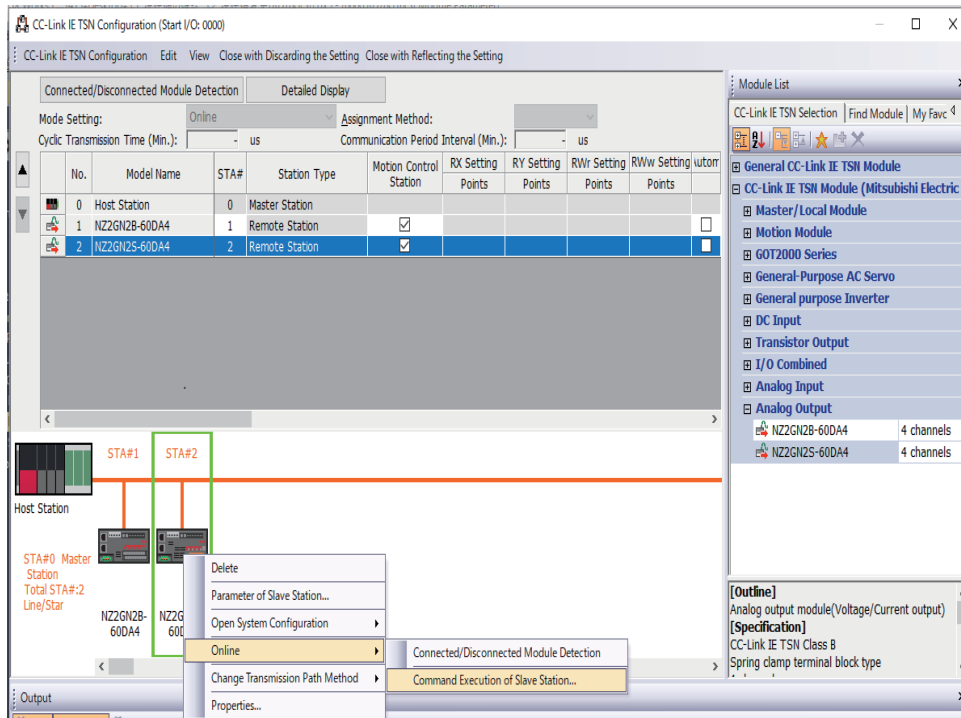 CC-Link IE TSN Configuration (Start I/O: 0000)
CC-Link IE TSN Configuration Edit View Close with Discarding the Setting Close with Reflecting the Setting
Connected/Disconnected Module Detection Detailed Display
Mode Setting: Online Assignment Method:
Cyclic Transmission Time (Min.): - us Communication Period Interval (Min.): - us
No. Model Name STA# Station Type Motion Control Station RX Setting RY Setting RWr Setting RWw Setting
Points Points Points Points
0 Host Station 0 Master Station
1 NZ2GN2B-60DA4 1 Remote Station
2 NZ2GN2S-60DA4 2 Remote Station
STA#1 STA#2
Host Station
STA#0 Master
Station
Total STA#:2
Line/Star
NZ2GN2B-
60DA4
NZ2G
Delete
Parameter of Slave Station...
Open System Configuration
Online
Change Transmission Path Method
Properties...
Connected/Disconnected Module Detection
Command Execution of Slave Station...
Output
Module List
CC-Link IE TSN Selection Find Module My Favc
General CC-Link IE TSN Module
CC-Link IE TSN Module (Mitsubishi Electric
Master/Local Module
Motion Module
GOT2000 Series
General-Purpose AC Servo
General purpose Inverter
DC Input
Transistor Output
I/O Combined
Analog Input
Analog Output
NZ2GN2B-60DA4 4 channels
NZ2GN2S-60DA4 4 channels
[Outline]
Analog output module(Voltage/Current output)
[Specification]
CC-Link IE TSN Class B
Spring clamp terminal block type